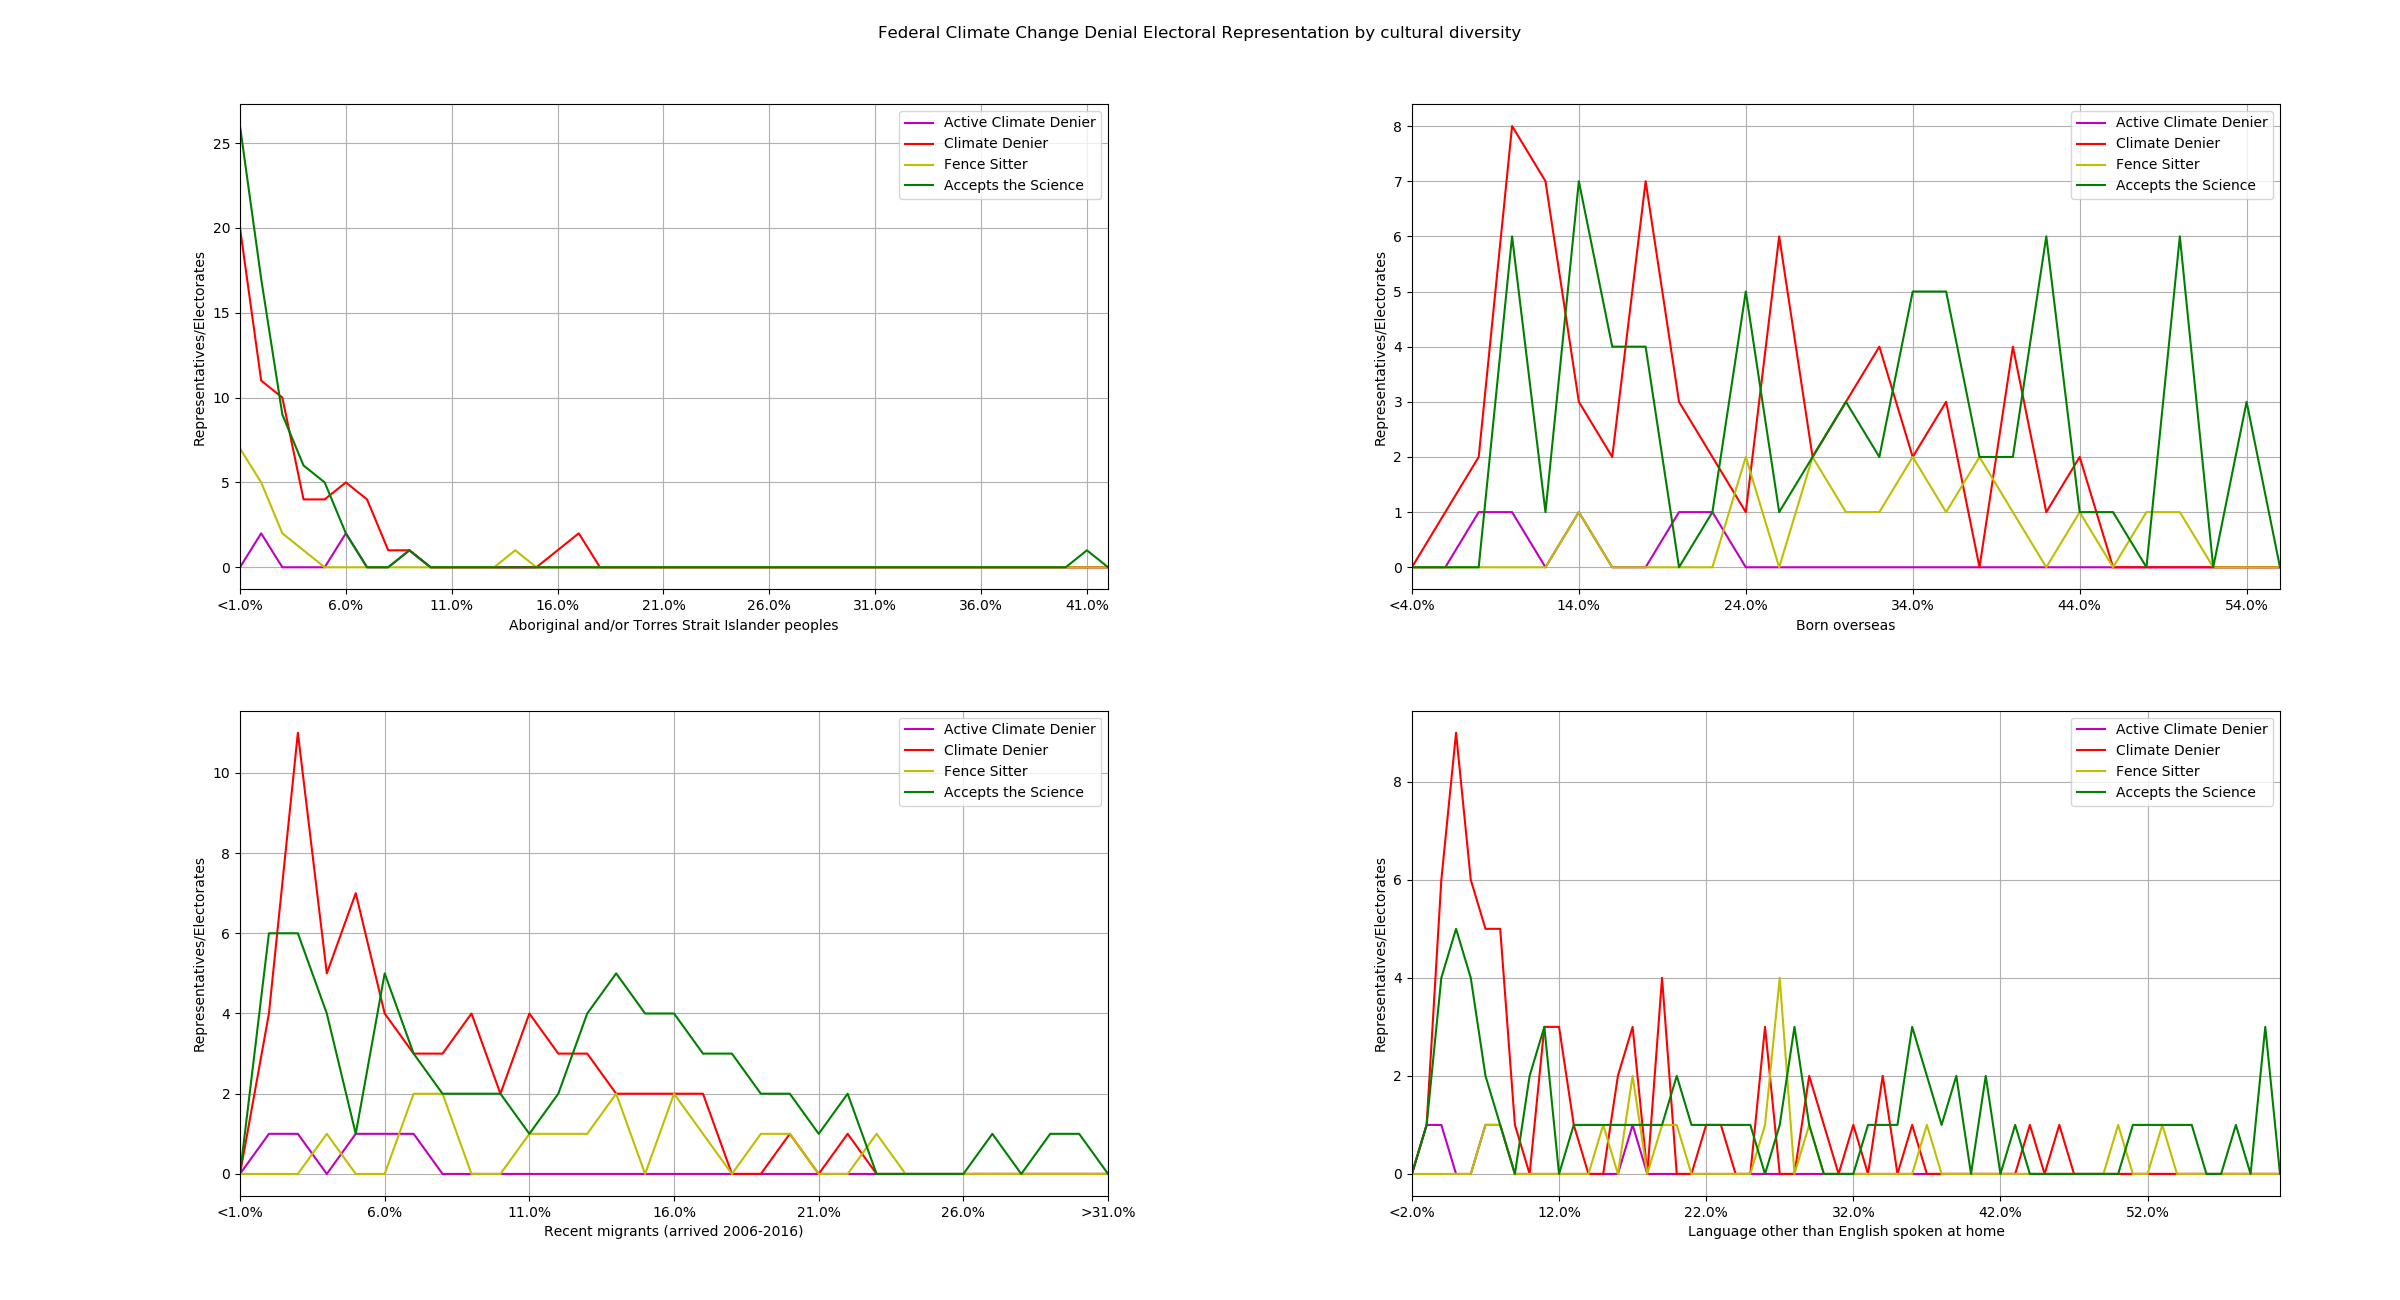 Federal Climate Change Denial Electoral Representation by cultural diversity
Active Climate Denier
Climate Denier
Fence Sitter
Accepts the Science
25
20
15
10
5
0
Representatives/Electorates
<1.0% 6.0% 11.0% 16.0% 21.0% 26.0% 31.0% 36.0% 41.0%
Aboriginal and/or Torres Strait Islander peoples
Active Climate Denier
Climate Denier
Fence Sitter
Accepts the Science
8
7
6
5
4
3
2
1
0
Representatives/Electorates
<4.0% 14.0% 24.0% 34.0% 44.0% 54.0%
Born overseas
Active Climate Denier
Climate Denier
Fence Sitter
Accepts the Science
10
8
6
4
2
0
Representatives/Electorates
<1.0% 6.0% 11.0% 16.0% 21.0% 26.0% >31.0%
Recent migrants (arrived 2006-2016)
Active Climate Denier
Climate Denier
Fence Sitter
Accepts the Science
8
6
4
2
0
Representatives/Electorates
<2.0% 12.0% 22.0% 32.0% 42.0% 52.0%
Language other than English spoken at home